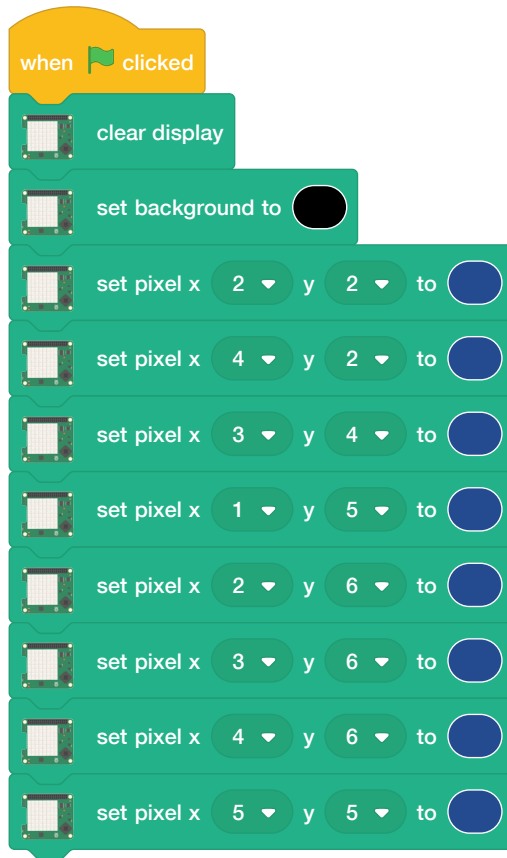 when clicked
clear display
set background to
set pixel x 2 y 2 to
set pixel x 4 y 2 to
set pixel x 3 y 4 to
set pixel x 1 y 5 to
set pixel x 2 y 6 to
set pixel x 3 y 6 to
set pixel x 4 y 6 to
set pixel x 5 y 5 to